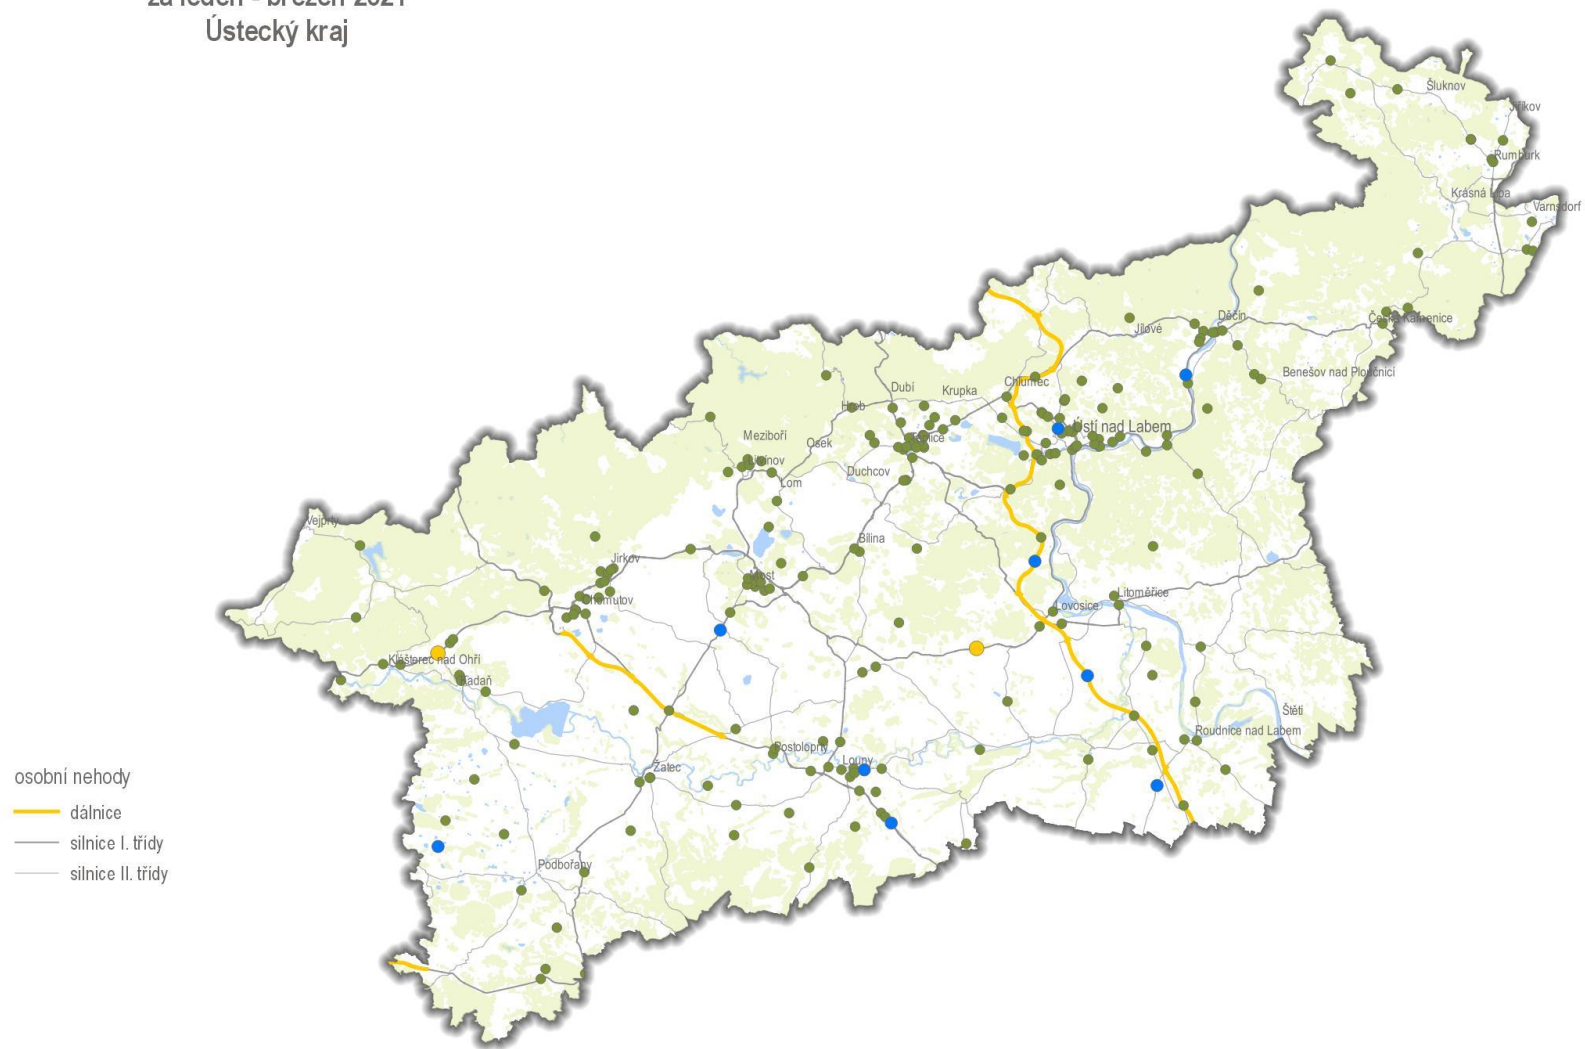 za leden - březen 2021
Ústecký kraj
Šluknov
Jiříkov
Rumburk
Krásná Lípa
Varnsdorf
Děčín
Jílové
Česká Kamenice
Benešov nad Ploučnicí
Chlumec
Krupka
Dubí
Hrob
Ústí nad Labem
Teplice
Meziboří
Osek
Litvínov
Duchcov
Lom
Vejprty
Bílina
Jirkov
Most
Chomutov
Litoměřice
Lovosice
Klášterec nad Ohří
Kadaň
Štětí
Roudnice nad Labem
Postoloprty
Louny
Žatec
Podbořany
osobní nehody
dálnice
silnice I. třídy
silnice II. třídy